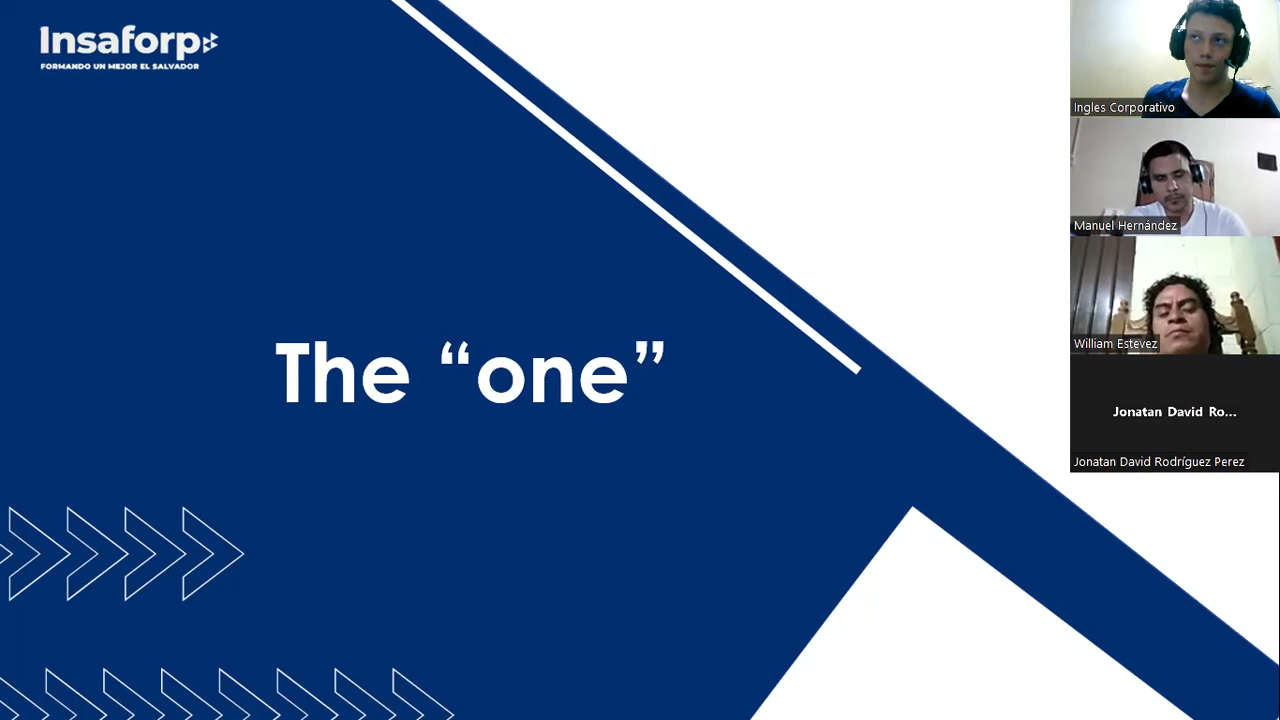 Insaforp
FORMANDO UN MEJOR EL SALVADOR
The “one”
Ingles Corporativo
Manuel Hernández
William Estevez
Jonatan David Ro...
Jonatan David Rodríguez Perez